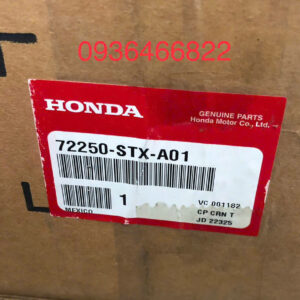 0936466822
HONDA
GENUINE PARTS
Honda Motor Co., Ltd.
72250-STX-A01
1
MEXICO
VC 001182
CP CRN T
JD 22325